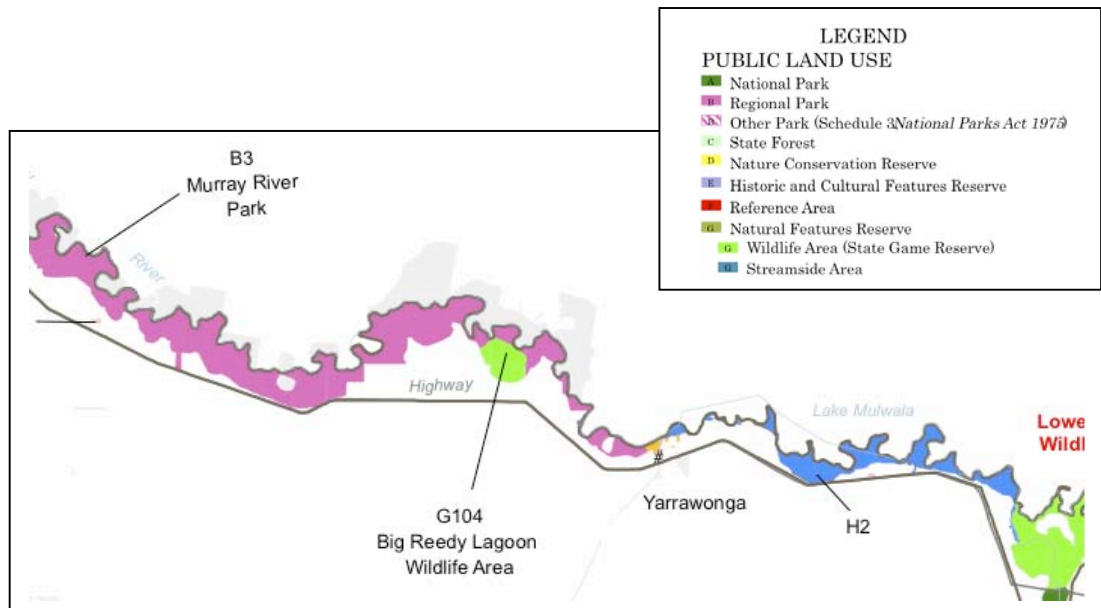 LEGEND
PUBLIC LAND USE
A National Park
B Regional Park
Other Park (Schedule 3,National Parks Act 1975)
C State Forest
D Nature Conservation Reserve
E Historic and Cultural Features Reserve
Reference Area
G Natural Features Reserve
G Wildlife Area (State Game Reserve)
G Streamside Area
B3
Murray River
Park
River
Highway
Lake Mulwala
Lowe
Wildl
#
Yarrawonga
G104
Big Reedy Lagoon
Wildlife Area
H2